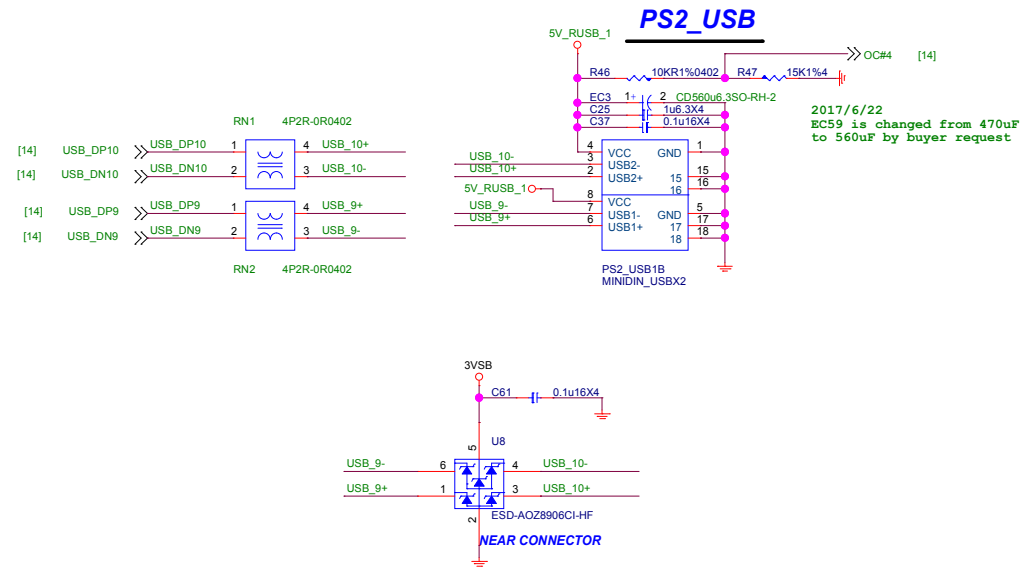 PS2_USB
5V_RUSB_1
OC#4 [14]
R46 10KR1%0402 R47 15K1%4
EC3 1+ 2 CD560u6.3SO-RH-2
C25 1u6.3X4
C37 0.1u16X4
2017/6/22
EC59 is changed from 470uF
to 560uF by buyer request
RN1 4P2R-0R0402
[14] USB_DP10 USB_DP10 1 4 USB_10+
[14] USB_DN10 USB_DN10 2 3 USB_10-
[14] USB_DP9 USB_DP9 1 4 USB_9+
[14] USB_DN9 USB_DN9 2 3 USB_9-
RN2 4P2R-0R0402
4 VCC GND 1
USB_10- 3 USB2-
USB_10+ 2 USB2+ 15 15
16 16
5V_RUSB_1 8 VCC
USB_9- 7 USB1- GND 5
USB_9+ 6 USB1+ 17 17
18 18
PS2_USB1B
MINIDIN_USBX2
3VSB
C61 0.1u16X4
U8
5
USB_9- 6 4 USB_10-
USB_9+ 1 3 USB_10+
2 ESD-AOZ8906CI-HF
NEAR CONNECTOR